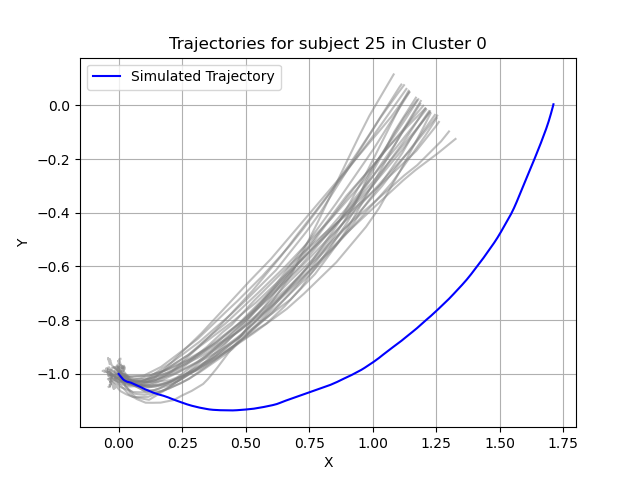 Trajectories for subject 25 in Cluster 0
Simulated Trajectory
0.0
−0.2
−0.4
−0.6
−0.8
−1.0
Y
0.00 0.25 0.50 0.75 1.00 1.25 1.50 1.75
X